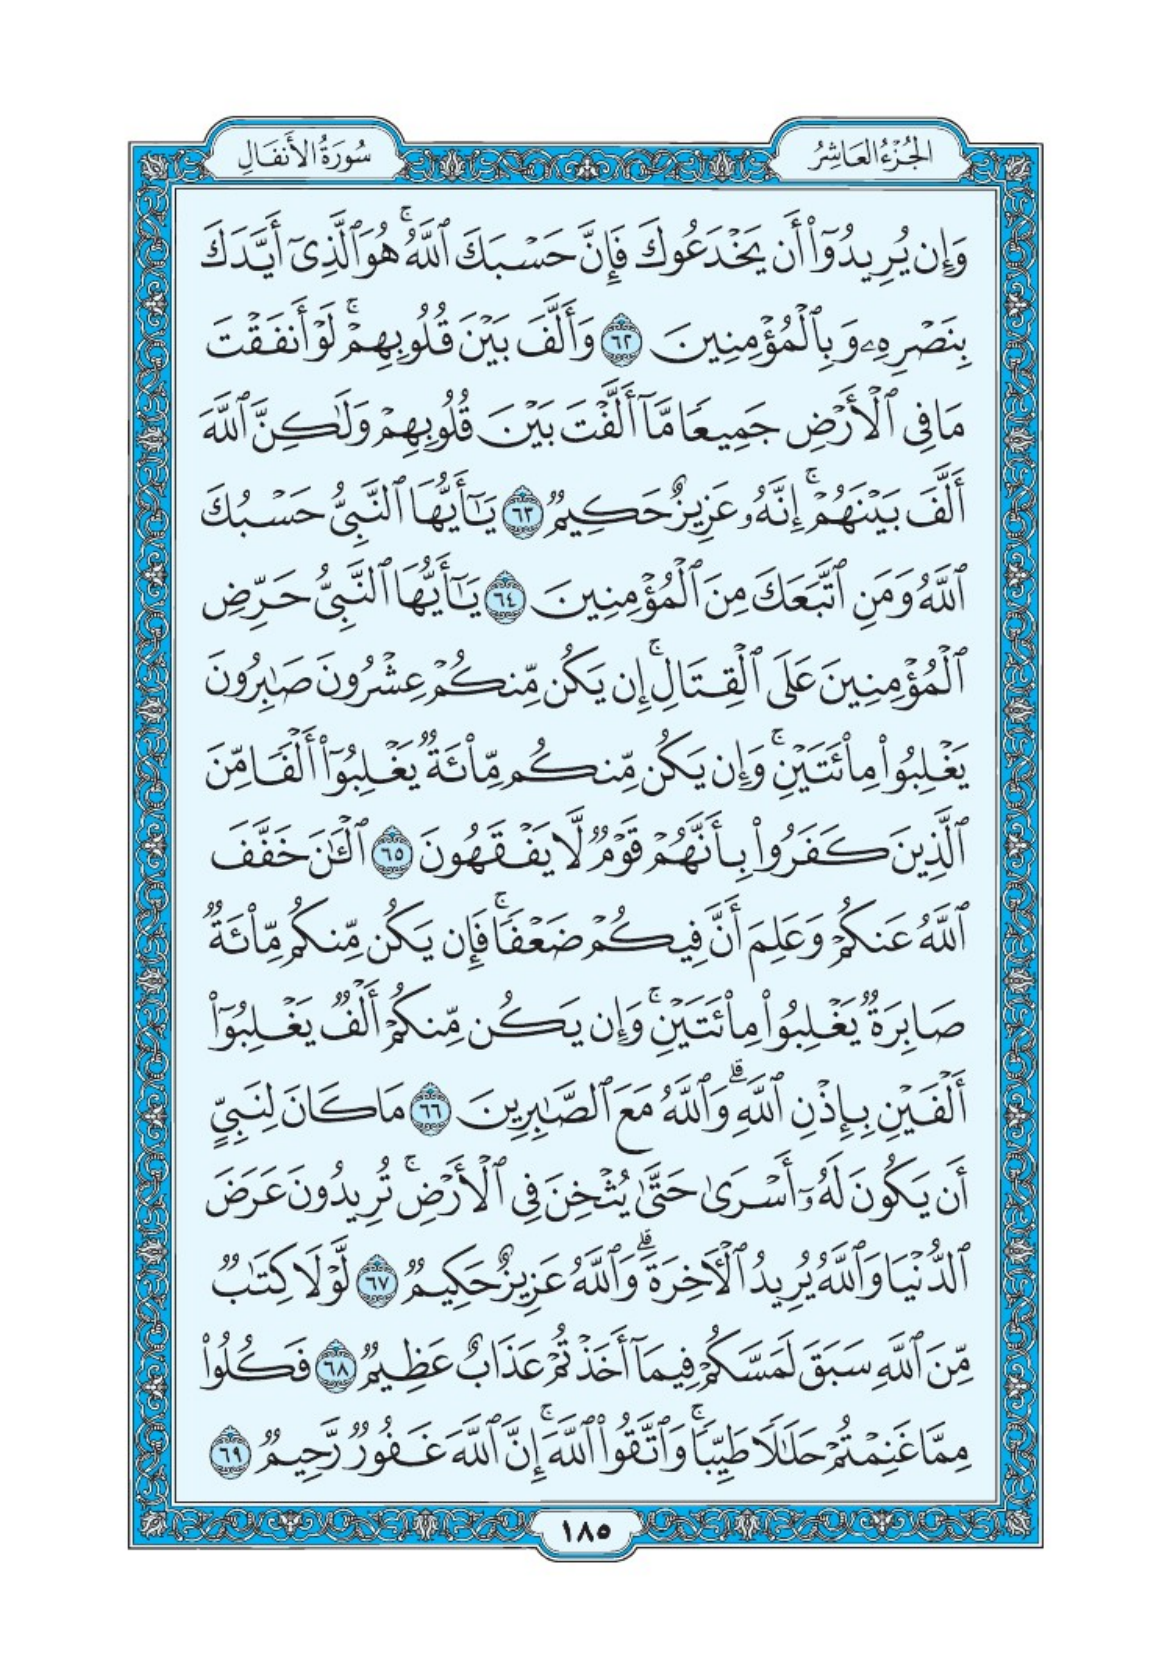 الجُزْءُ العَاشِرُ
سُورَةُ الأَنفَالِ
وَإِن يُرِيدُوٓا۟ أَن يَخْدَعُوكَ فَإِنَّ حَسْبَكَ ٱللَّهُ ۚ هُوَ ٱلَّذِىٓ أَيَّدَكَ
بِنَصْرِهِۦ وَبِٱلْمُؤْمِنِينَ ٦٢ وَأَلَّفَ بَيْنَ قُلُوبِهِمْ ۚ لَوْ أَنفَقْتَ
مَا فِى ٱلْأَرْضِ جَمِيعًا مَّآ أَلَّفْتَ بَيْنَ قُلُوبِهِمْ وَلَٰكِنَّ ٱللَّهَ
أَلَّفَ بَيْنَهُمْ ۚ إِنَّهُۥ عَزِيزٌ حَكِيمٌ ٦٣ يَٰٓأَيُّهَا ٱلنَّبِىُّ حَسْبُكَ
ٱللَّهُ وَمَنِ ٱتَّبَعَكَ مِنَ ٱلْمُؤْمِنِينَ ٦٤ يَٰٓأَيُّهَا ٱلنَّبِىُّ حَرِّضِ
ٱلْمُؤْمِنِينَ عَلَى ٱلْقِتَالِ ۚ إِن يَكُن مِّنكُمْ عِشْرُونَ صَٰبِرُونَ
يَغْلِبُوا۟ مِا۟ئَتَيْنِ ۚ وَإِن يَكُن مِّنكُم مِّا۟ئَةٌ يَغْلِبُوٓا۟ أَلْفًا مِّنَ
ٱلَّذِينَ كَفَرُوا۟ بِأَنَّهُمْ قَوْمٌ لَّا يَفْقَهُونَ ٦٥ ٱلْـَٰٔنَ خَفَّفَ
ٱللَّهُ عَنكُمْ وَعَلِمَ أَنَّ فِيكُمْ ضَعْفًا ۚ فَإِن يَكُن مِّنكُم مِّا۟ئَةٌ
صَابِرَةٌ يَغْلِبُوا۟ مِا۟ئَتَيْنِ ۚ وَإِن يَكُن مِّنكُمْ أَلْفٌ يَغْلِبُوٓا۟
أَلْفَيْنِ بِإِذْنِ ٱللَّهِ ۗ وَٱللَّهُ مَعَ ٱلصَّٰبِرِينَ ٦٦ مَا كَانَ لِنَبِىٍّ
أَن يَكُونَ لَهُۥٓ أَسْرَىٰ حَتَّىٰ يُثْخِنَ فِى ٱلْأَرْضِ ۚ تُرِيدُونَ عَرَضَ
ٱلدُّنْيَا وَٱللَّهُ يُرِيدُ ٱلْـَٔاخِرَةَ ۗ وَٱللَّهُ عَزِيزٌ حَكِيمٌ ٦٧ لَّوْلَا كِتَٰبٌ
مِّنَ ٱللَّهِ سَبَقَ لَمَسَّكُمْ فِيمَآ أَخَذْتُمْ عَذَابٌ عَظِيمٌ ٦٨ فَكُلُوا۟
مِمَّا غَنِمْتُمْ حَلَٰلًا طَيِّبًا ۚ وَٱتَّقُوا۟ ٱللَّهَ ۚ إِنَّ ٱللَّهَ غَفُورٌ رَّحِيمٌ ٦٩
١٨٥